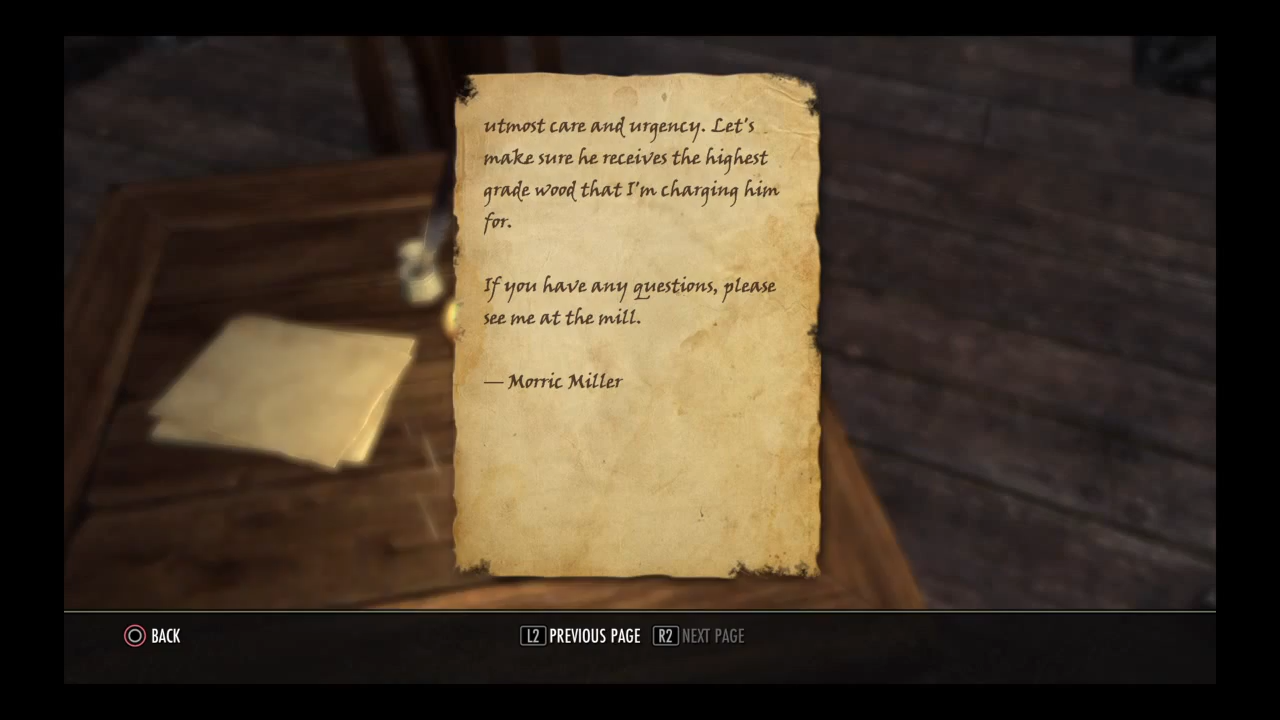 utmost care and urgency. Let's
make sure he receives the highest
grade wood that I'm charging him
for.
If you have any questions, please
see me at the mill.
— Morric Miller
BACK
L2 PREVIOUS PAGE R2 NEXT PAGE